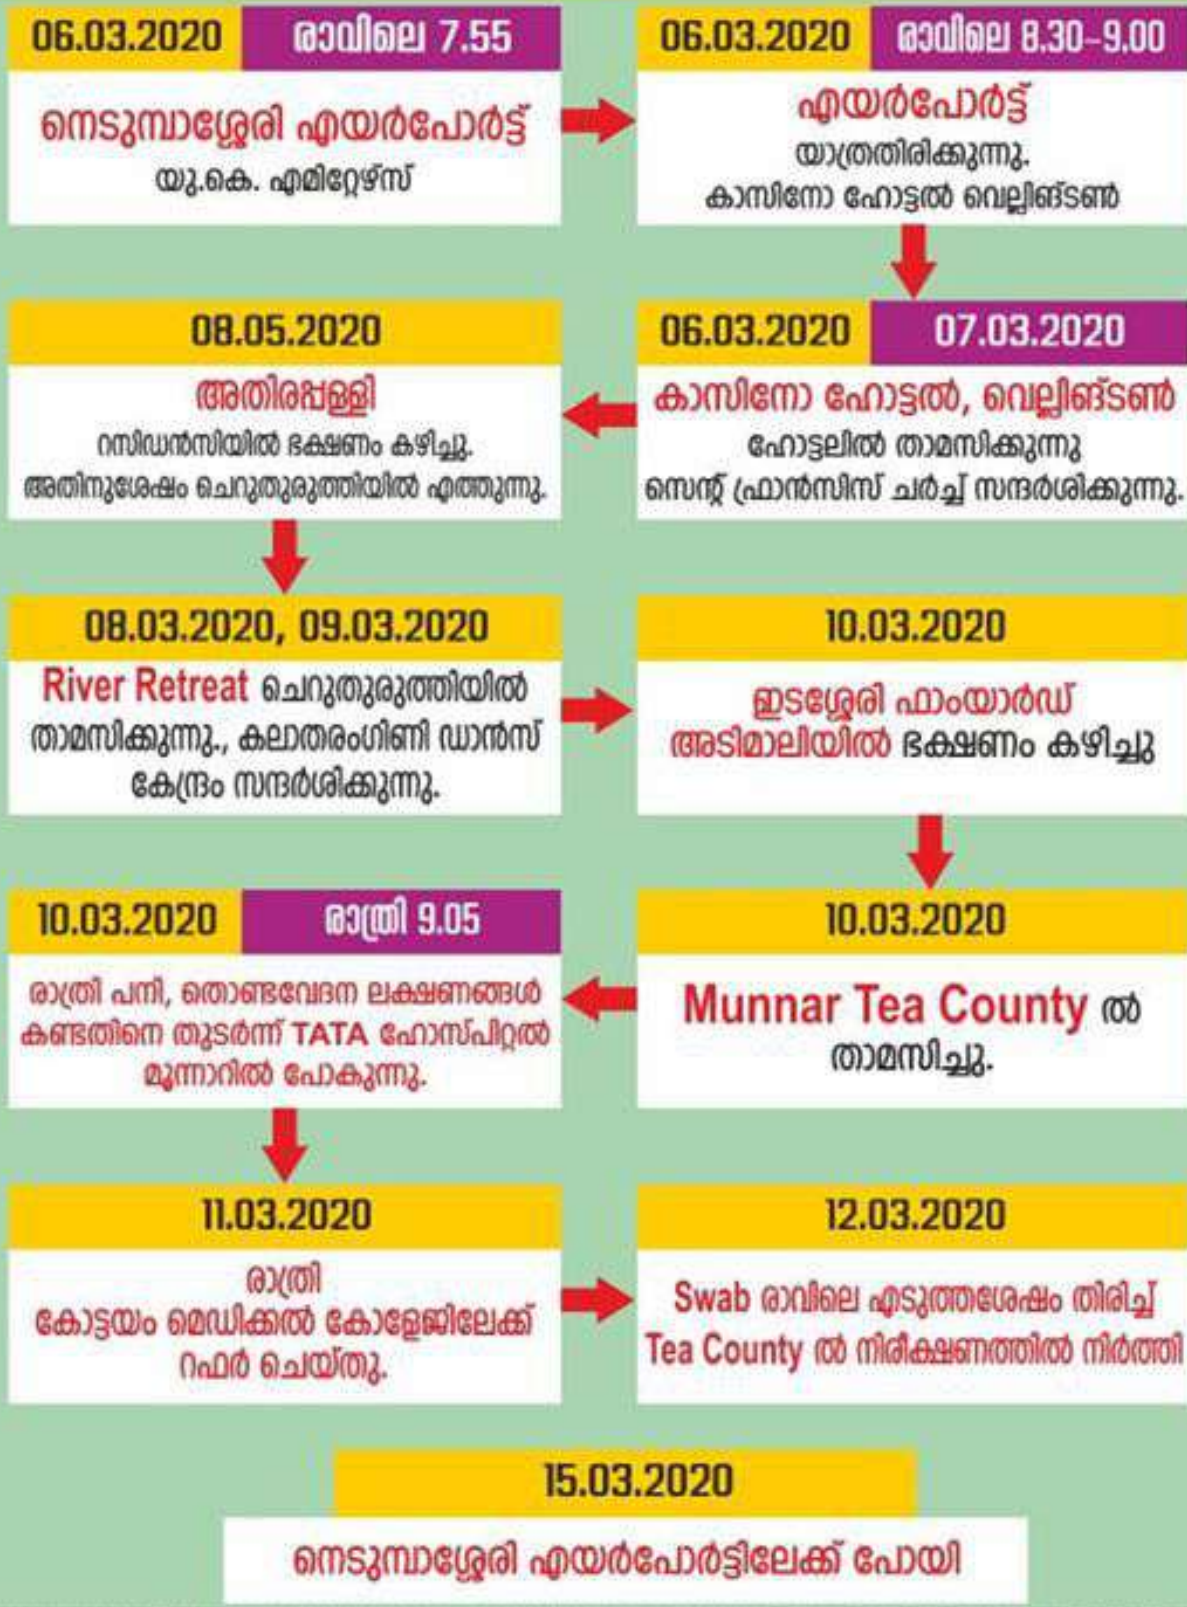 06.03.2020 രാവിലെ 7.55
നെടുമ്പാശ്ശേരി എയർപോർട്ട്
യു.കെ. എമിറ്റേഴ്സ്
06.03.2020 രാവിലെ 8.30-9.00
എയർപോർട്ട്
യാത്രതിരിക്കുന്നു.
കാസിനോ ഹോട്ടൽ വെല്ലിങ്ടൺ
06.03.2020 07.03.2020
കാസിനോ ഹോട്ടൽ, വെല്ലിങ്ടൺ
ഹോട്ടലിൽ താമസിക്കുന്നു
സെന്റ് ഫ്രാൻസിസ് ചർച്ച് സന്ദർശിക്കുന്നു.
08.05.2020
അതിരപ്പള്ളി
റസിഡൻസിയിൽ ഭക്ഷണം കഴിച്ചു.
അതിനുശേഷം ചെറുതുരുത്തിയിൽ എത്തുന്നു.
08.03.2020, 09.03.2020
River Retreat ചെറുതുരുത്തിയിൽ
താമസിക്കുന്നു., കലാതരംഗിണി ഡാൻസ്
കേന്ദ്രം സന്ദർശിക്കുന്നു.
10.03.2020
ഇടശ്ശേരി ഫാംയാർഡ്
അടിമാലിയിൽ ഭക്ഷണം കഴിച്ചു
10.03.2020
Munnar Tea County ൽ
താമസിച്ചു.
10.03.2020 രാത്രി 9.05
രാത്രി പനി, തൊണ്ടവേദന ലക്ഷണങ്ങൾ
കണ്ടതിനെ തുടർന്ന് TATA ഹോസ്പിറ്റൽ
മൂന്നാറിൽ പോകുന്നു.
11.03.2020
രാത്രി
കോട്ടയം മെഡിക്കൽ കോളേജിലേക്ക്
റഫർ ചെയ്തു.
12.03.2020
Swab രാവിലെ എടുത്തശേഷം തിരിച്ച്
Tea County ൽ നിരീക്ഷണത്തിൽ നിർത്തി
15.03.2020
നെടുമ്പാശ്ശേരി എയർപോർട്ടിലേക്ക് പോയി